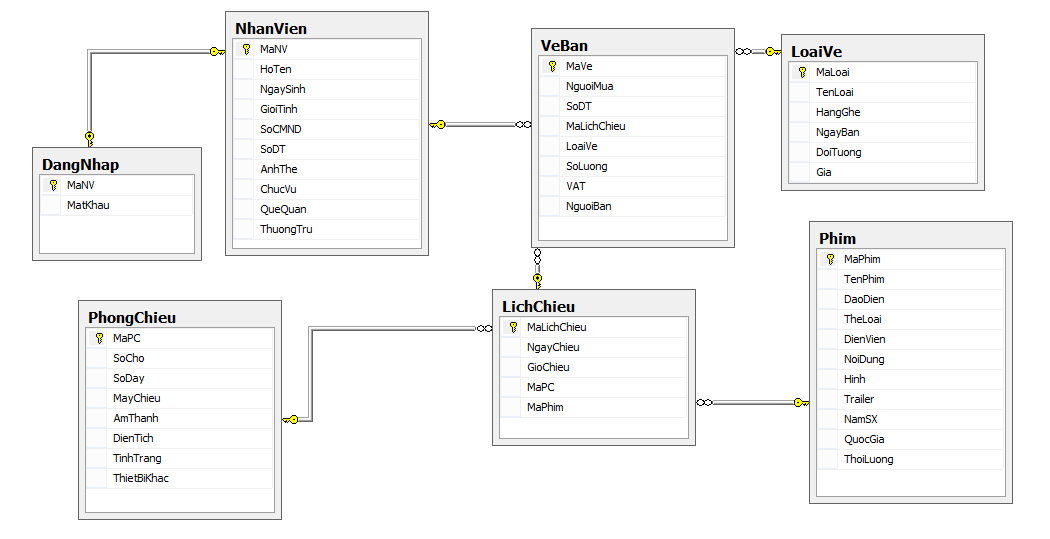 NhanVien
MaNV
HoTen
NgaySinh
GioiTinh
SoCMND
SoDT
AnhThe
ChucVu
QueQuan
ThuongTru
VeBan
MaVe
NguoiMua
SoDT
MaLichChieu
LoaiVe
SoLuong
VAT
NguoiBan
LoaiVe
MaLoai
TenLoai
HangGhe
NgayBan
DoiTuong
Gia
DangNhap
MaNV
MatKhau
Phim
MaPhim
TenPhim
DaoDien
TheLoai
DienVien
NoiDung
Hinh
Trailer
NamSX
QuocGia
ThoiLuong
PhongChieu
MaPC
SoCho
SoDay
MayChieu
AmThanh
DienTich
TinhTrang
ThietBiKhac
LichChieu
MaLichChieu
NgayChieu
GioChieu
MaPC
MaPhim